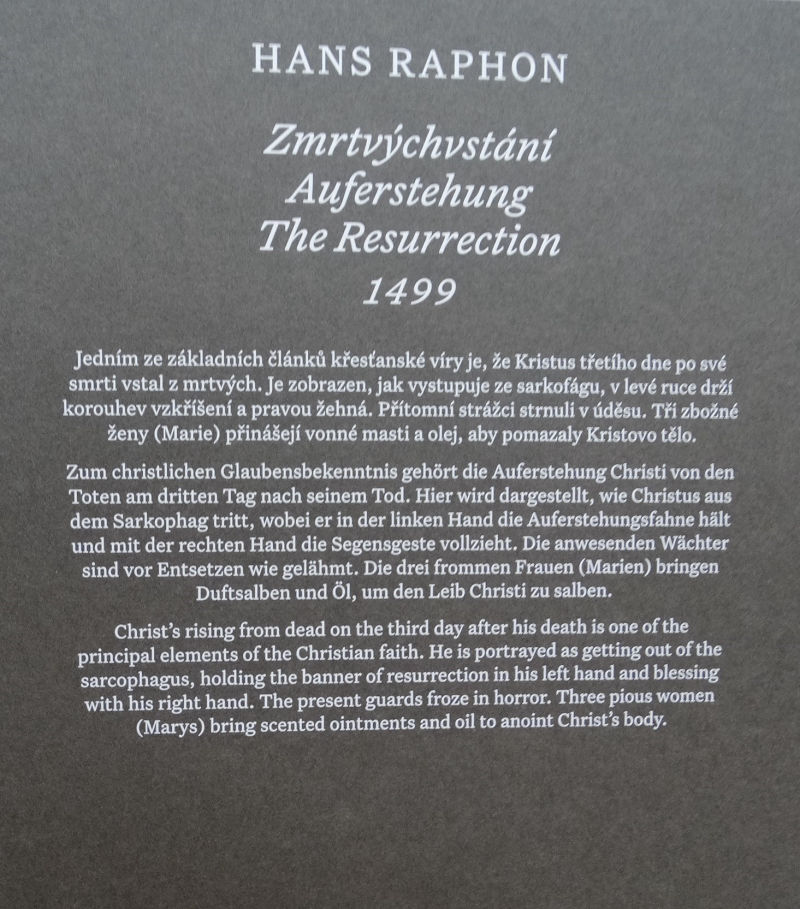 HANS RAPHON
Zmrtvýchvstání
Auferstehung
The Resurrection
1499
Jedním ze základních článků křesťanské víry je, že Kristus třetího dne po své
smrti vstal z mrtvých. Je zobrazen, jak vystupuje ze sarkofágu, v levé ruce drží
korouhev vzkříšení a pravou žehná. Přítomní strážci strnuli v úděsu. Tři zbožné
ženy (Marie) přinášejí vonné masti a olej, aby pomazaly Kristovo tělo.
Zum christlichen Glaubensbekenntnis gehört die Auferstehung Christi von den
Toten am dritten Tag nach seinem Tod. Hier wird dargestellt, wie Christus aus
dem Sarkophag tritt, wobei er in der linken Hand die Auferstehungsfahne hält
und mit der rechten Hand die Segensgeste vollzieht. Die anwesenden Wächter
sind vor Entsetzen wie gelähmt. Die drei frommen Frauen (Marien) bringen
Duftsalben und Öl, um den Leib Christi zu salben.
Christ's rising from dead on the third day after his death is one of the
principal elements of the Christian faith. He is portrayed as getting out of the
sarcophagus, holding the banner of resurrection in his left hand and blessing
with his right hand. The present guards froze in horror. Three pious women
(Marys) bring scented ointments and oil to anoint Christ's body.